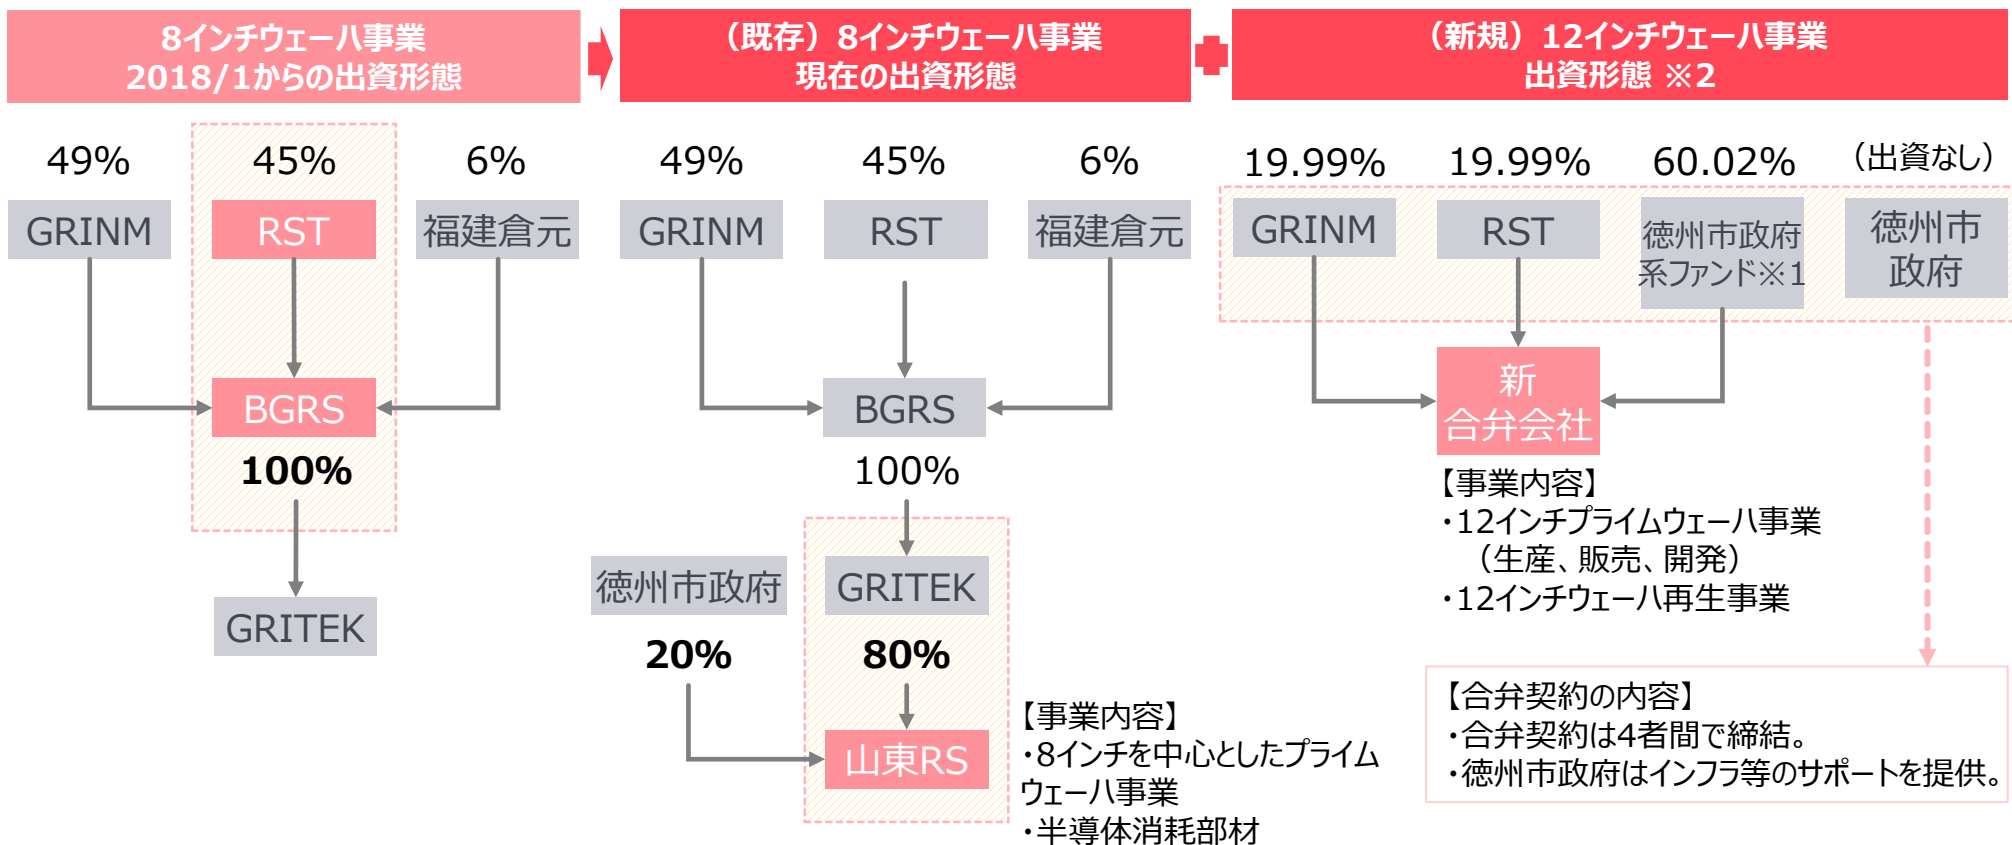 8インチウェーハ事業
2018/1からの出資形態
49%
45%
6%
GRINM
RST
福建倉元
BGRS
100%
GRITEK
（既存）8インチウェーハ事業
現在の出資形態
49%
45%
6%
GRINM
RST
福建倉元
BGRS
100%
徳州市政府
GRITEK
20%
80%
山東RS
【事業内容】
・8インチを中心としたプライム
ウェーハ事業
・半導体消耗部材
（新規）12インチウェーハ事業
出資形態 ※2
19.99%
19.99%
60.02%
（出資なし）
GRINM
RST
徳州市政府
系ファンド※1
徳州市
政府
新
合弁会社
【事業内容】
・12インチプライムウェーハ事業
（生産、販売、開発）
・12インチウェーハ再生事業
【合弁契約の内容】
・合弁契約は4者間で締結。
・徳州市政府はインフラ等のサポートを提供。